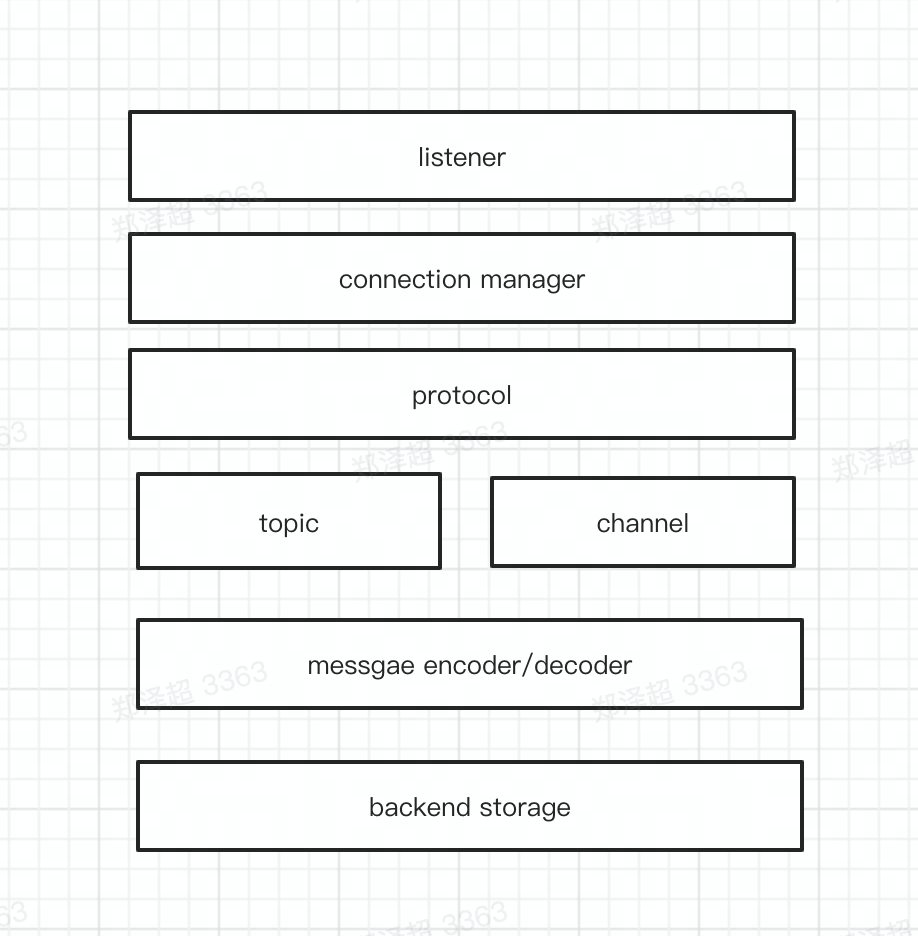 listener
郑泽超 3363
郑泽超 3363
connection manager
protocol
63
郑泽超 3363
郑泽超
topic
channel
messgae encoder/decoder
郑泽超 3363
郑泽超 3363
backend storage
63
郑泽超 3363